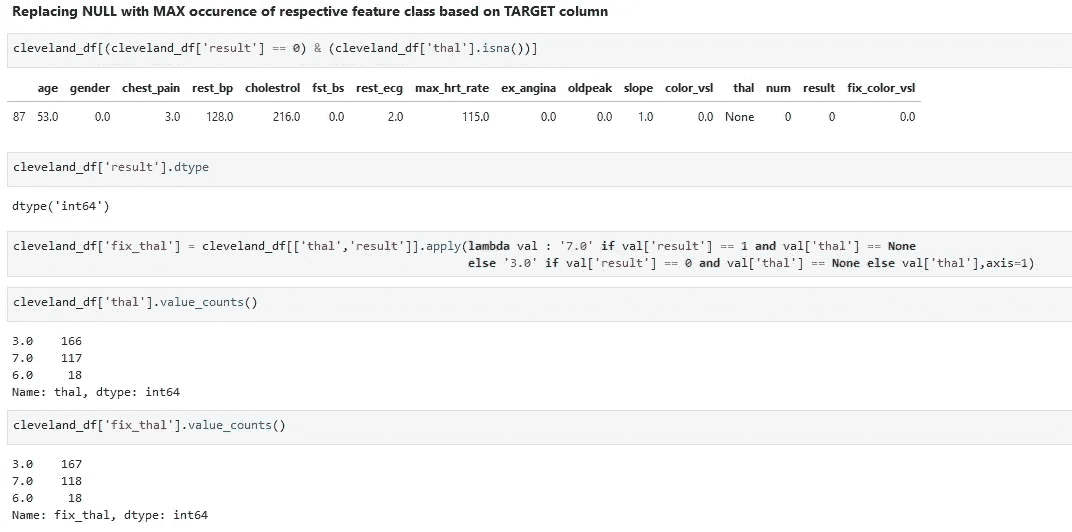 Replacing NULL with MAX occurence of respective feature class based on TARGET column
cleveland_df[(cleveland_df['result'] == 0) & (cleveland_df['thal'].isna())]
age gender chest_pain rest_bp cholestrol fst_bs rest_ecg max_hrt_rate ex_angina oldpeak slope color_vsl thal num result fix_color_vsl
87 53.0 0.0 3.0 128.0 216.0 0.0 2.0 115.0 0.0 0.0 1.0 0.0 None 0 0 0.0
cleveland_df['result'].dtype
dtype('int64')
cleveland_df['fix_thal'] = cleveland_df[['thal','result']].apply(lambda val : '7.0' if val['result'] == 1 and val['thal'] == None
else '3.0' if val['result'] == 0 and val['thal'] == None else val['thal'],axis=1)
cleveland_df['thal'].value_counts()
3.0 166
7.0 117
6.0 18
Name: thal, dtype: int64
cleveland_df['fix_thal'].value_counts()
3.0 167
7.0 118
6.0 18
Name: fix_thal, dtype: int64